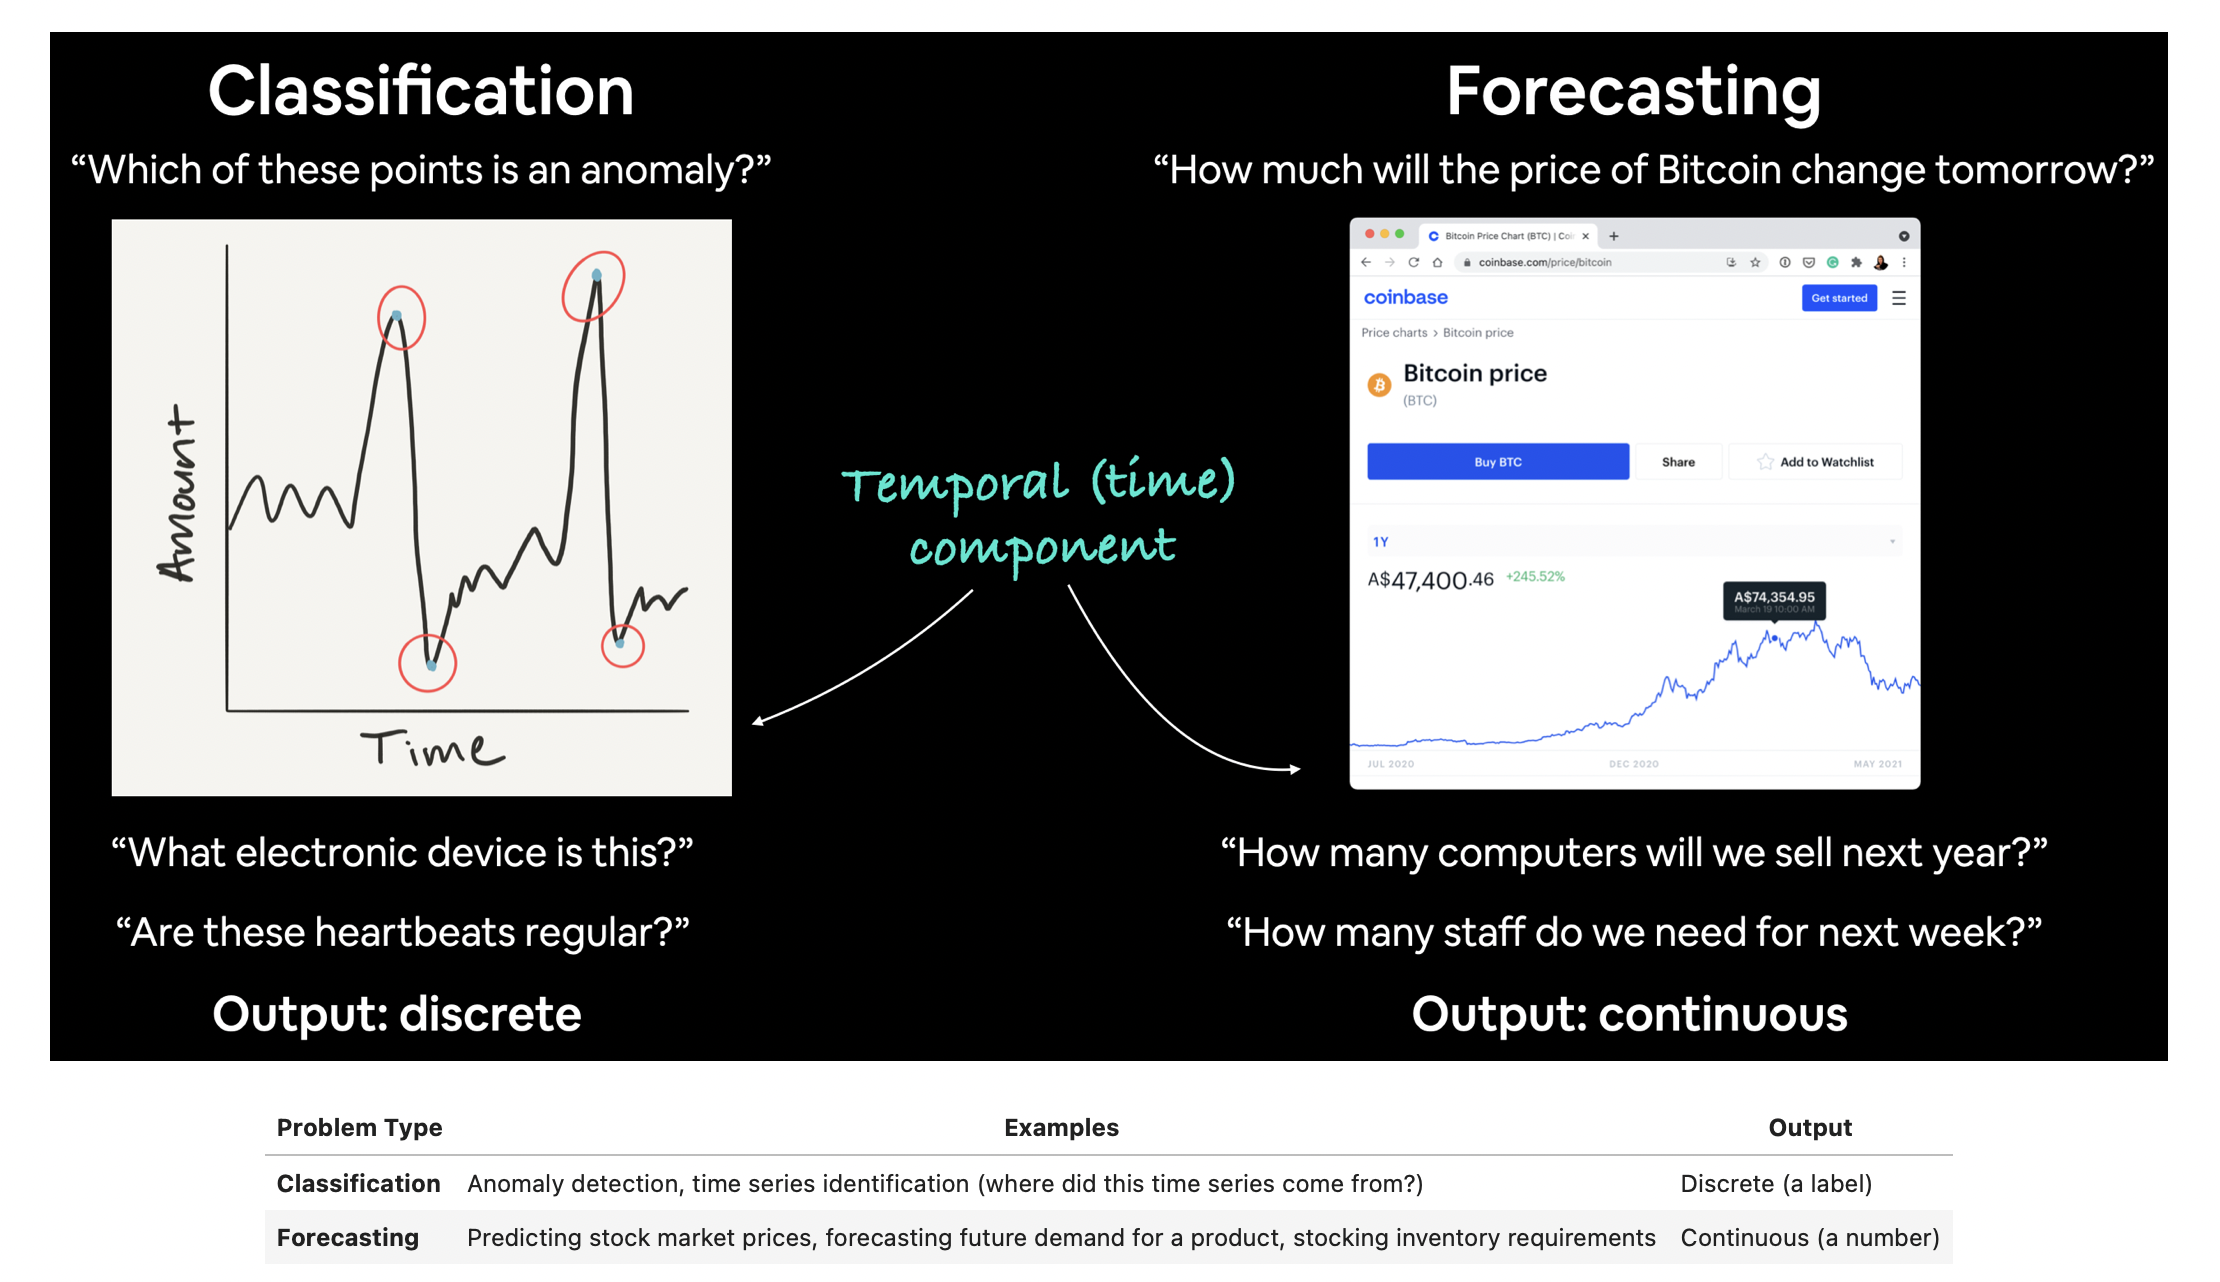 Classification
“Which of these points is an anomaly?”
Amount
Time
“What electronic device is this?”
“Are these heartbeats regular?”
Output: discrete
Temporal (time)
component
Forecasting
“How much will the price of Bitcoin change tomorrow?”
Bitcoin Price Chart (BTC) | Coi
coinbase.com/price/bitcoin
coinbase
Get started
Price charts > Bitcoin price
Bitcoin price
(BTC)
Buy BTC
Share
Add to Watchlist
1Y
A$47,400.46 +245.52%
A$74,354.95
March 19 10:00 AM
JUL 2020 DEC 2020 MAY 2021
“How many computers will we sell next year?”
“How many staff do we need for next week?”
Output: continuous
Problem Type Examples Output
Classification Anomaly detection, time series identification (where did this time series come from?) Discrete (a label)
Forecasting Predicting stock market prices, forecasting future demand for a product, stocking inventory requirements Continuous (a number)